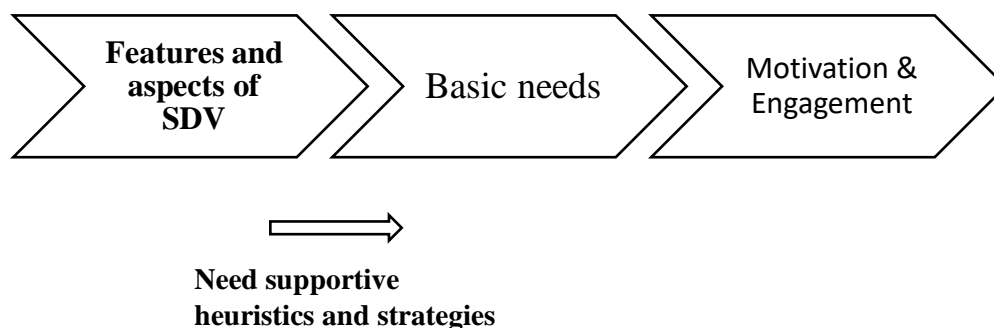 Features and
aspects of
SDV
Basic needs
Motivation &
Engagement
Need supportive
heuristics and strategies